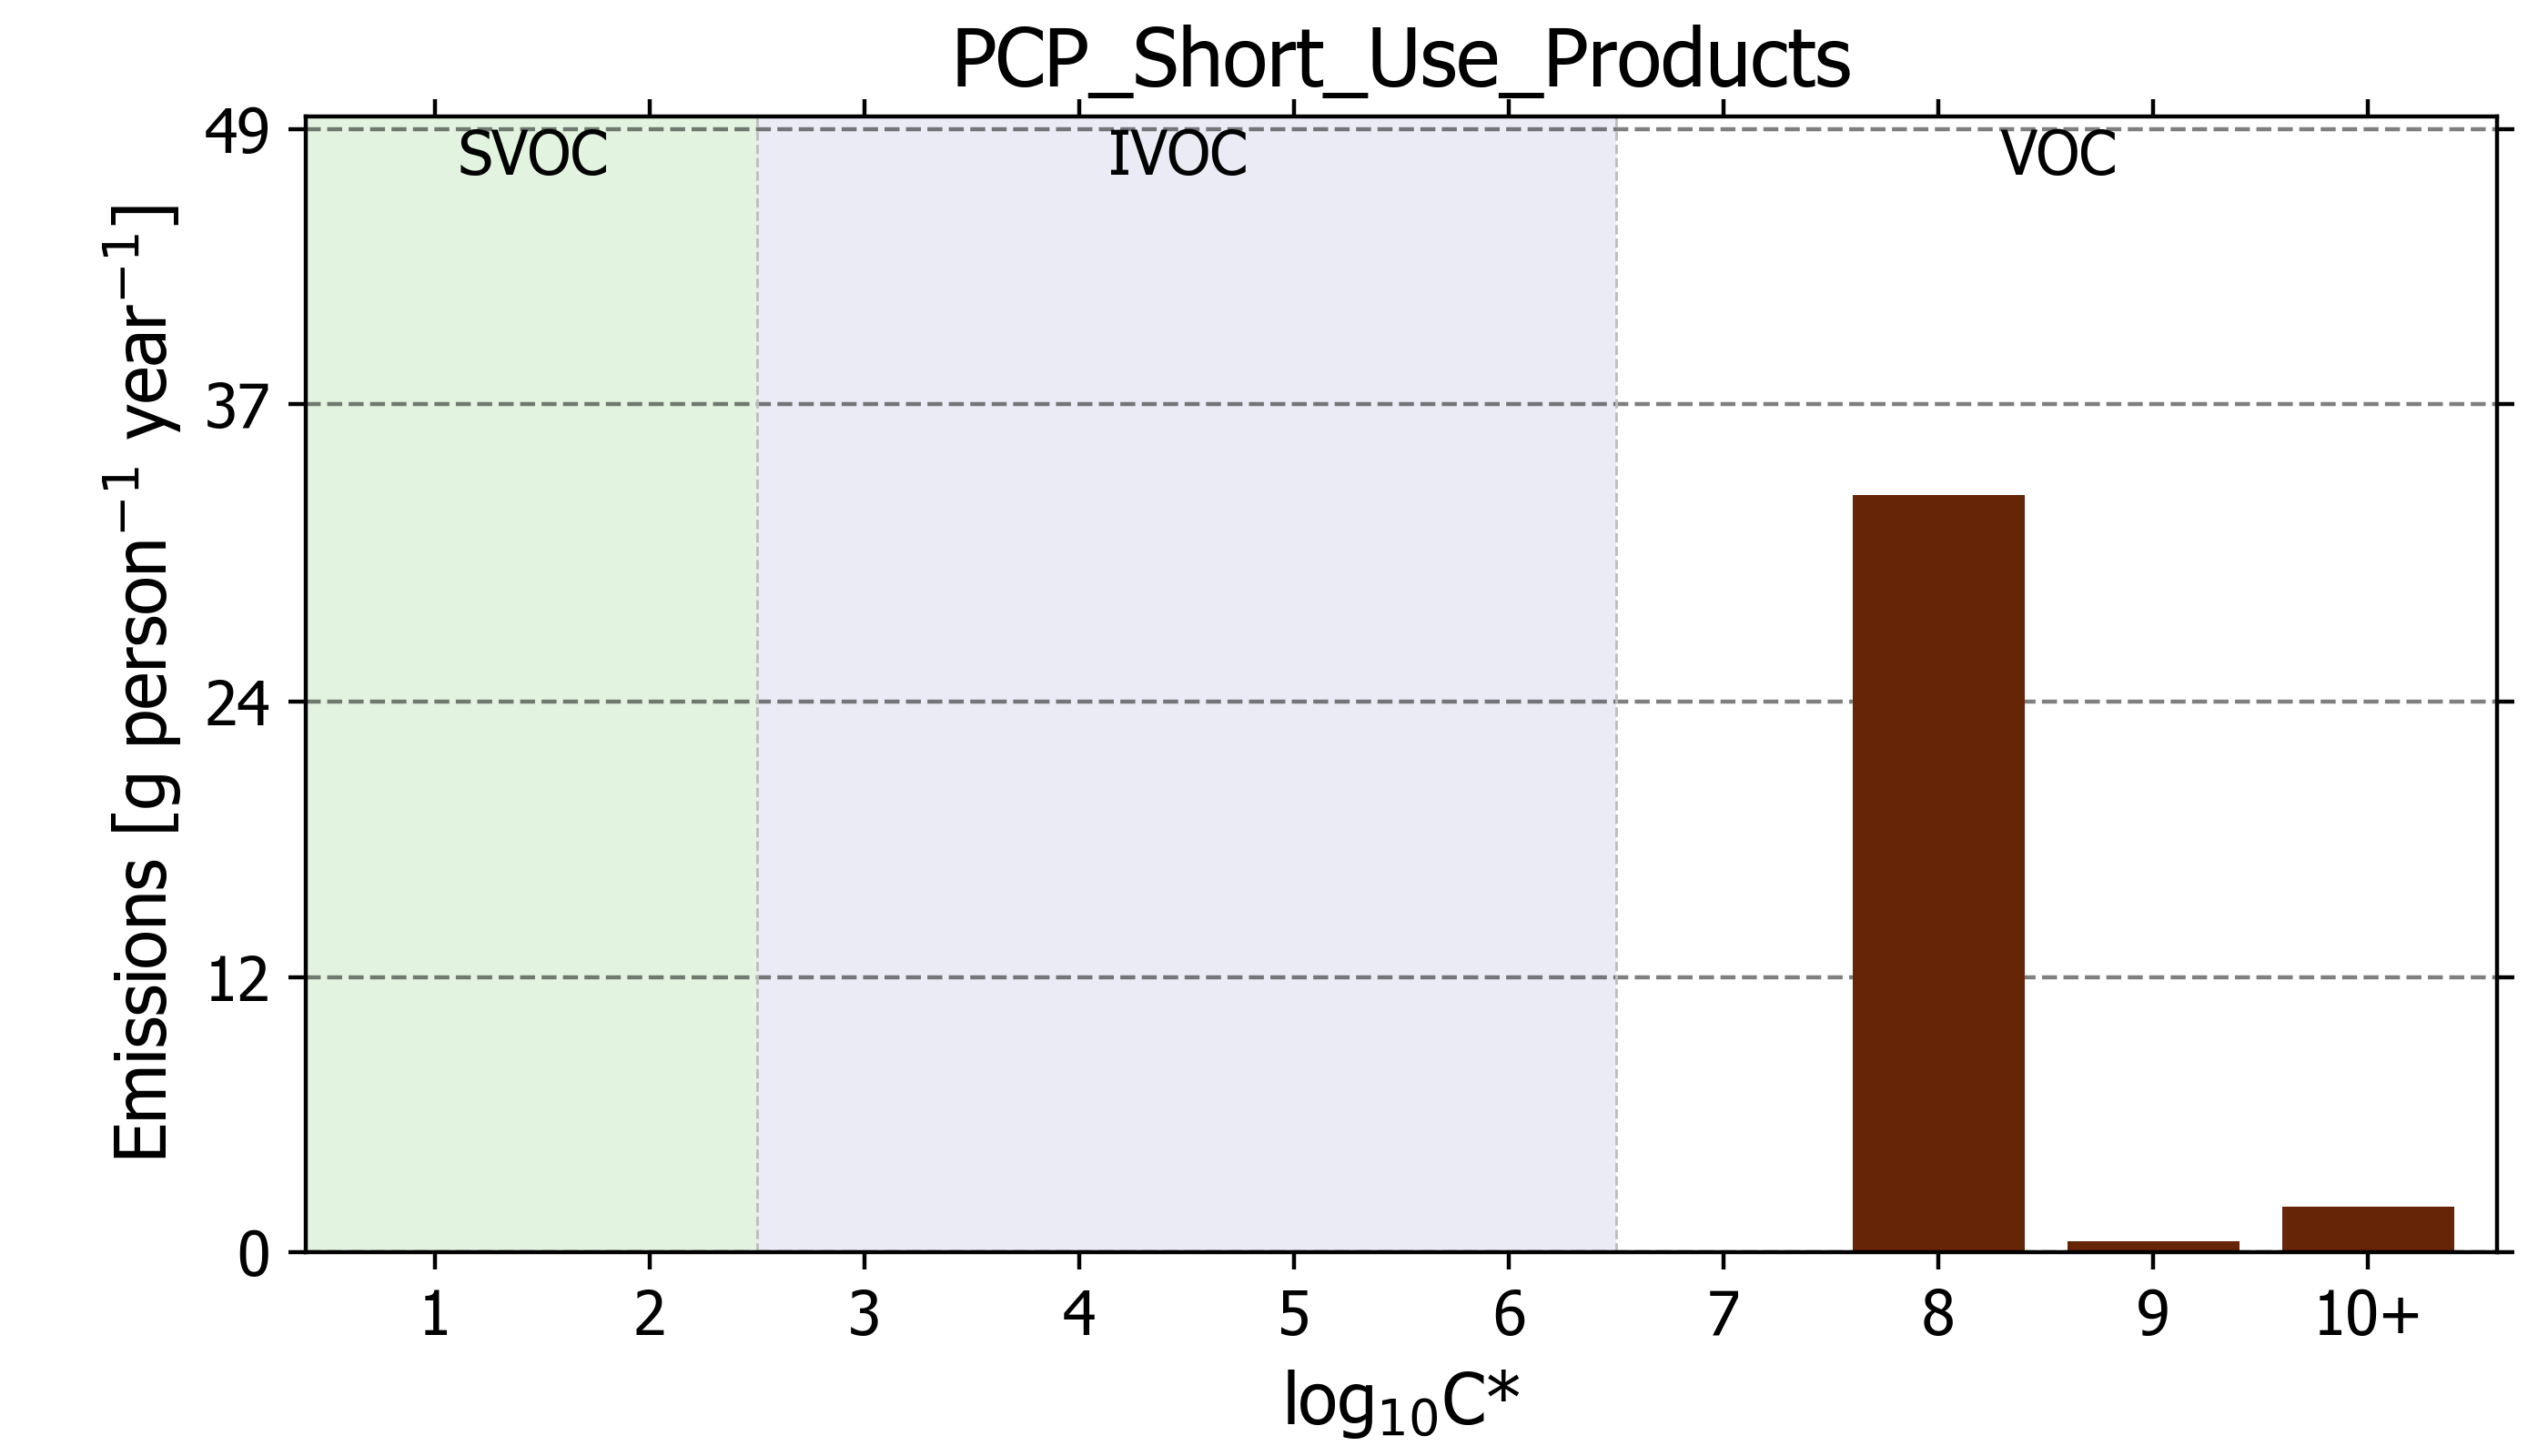 PCP_Short_Use_Products
SVOC IVOC VOC
Emissions [g person⁻¹ year⁻¹]
49
37
24
12
0
1 2 3 4 5 6 7 8 9 10+
log₁₀C*